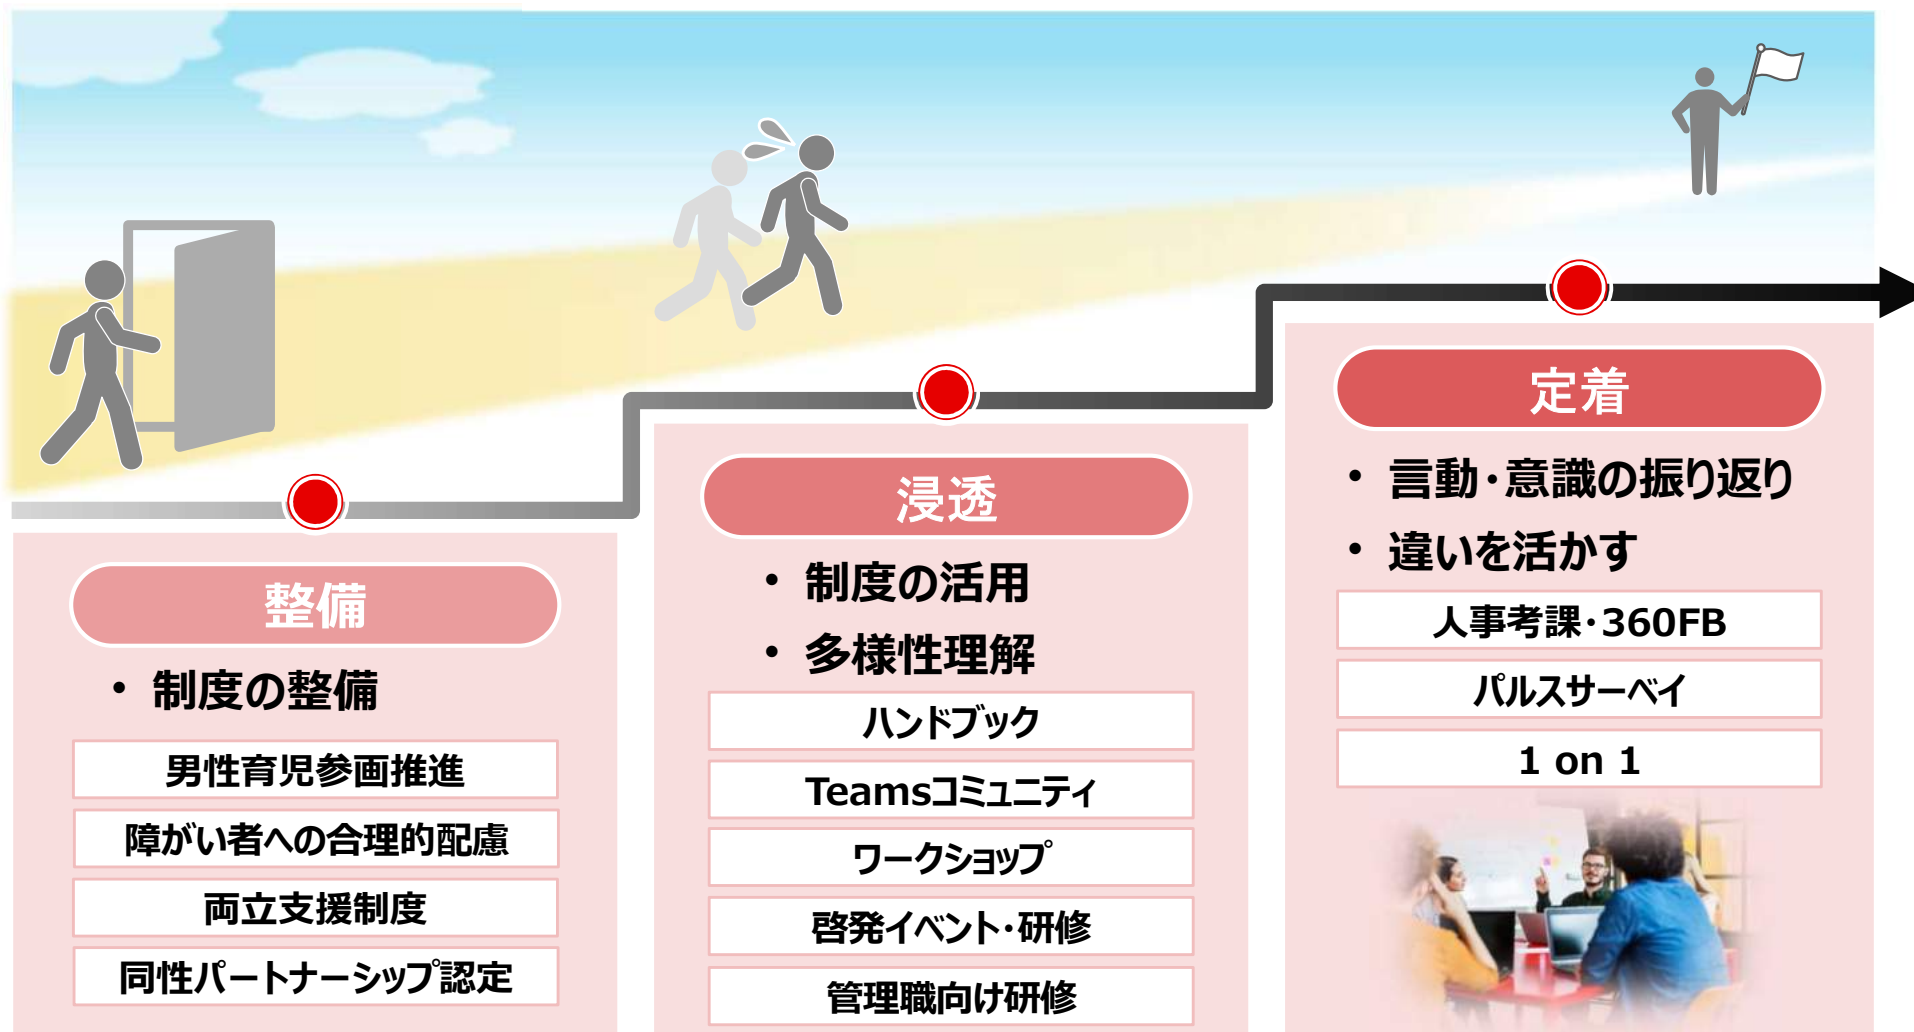 整備
・ 制度の整備
男性育児参画推進
障がい者への合理的配慮
両立支援制度
同性パートナーシップ認定
浸透
・ 制度の活用
・ 多様性理解
ハンドブック
Teamsコミュニティ
ワークショップ
啓発イベント・研修
管理職向け研修
定着
・ 言動・意識の振り返り
・ 違いを活かす
人事考課・360FB
パルスサーベイ
1 on 1